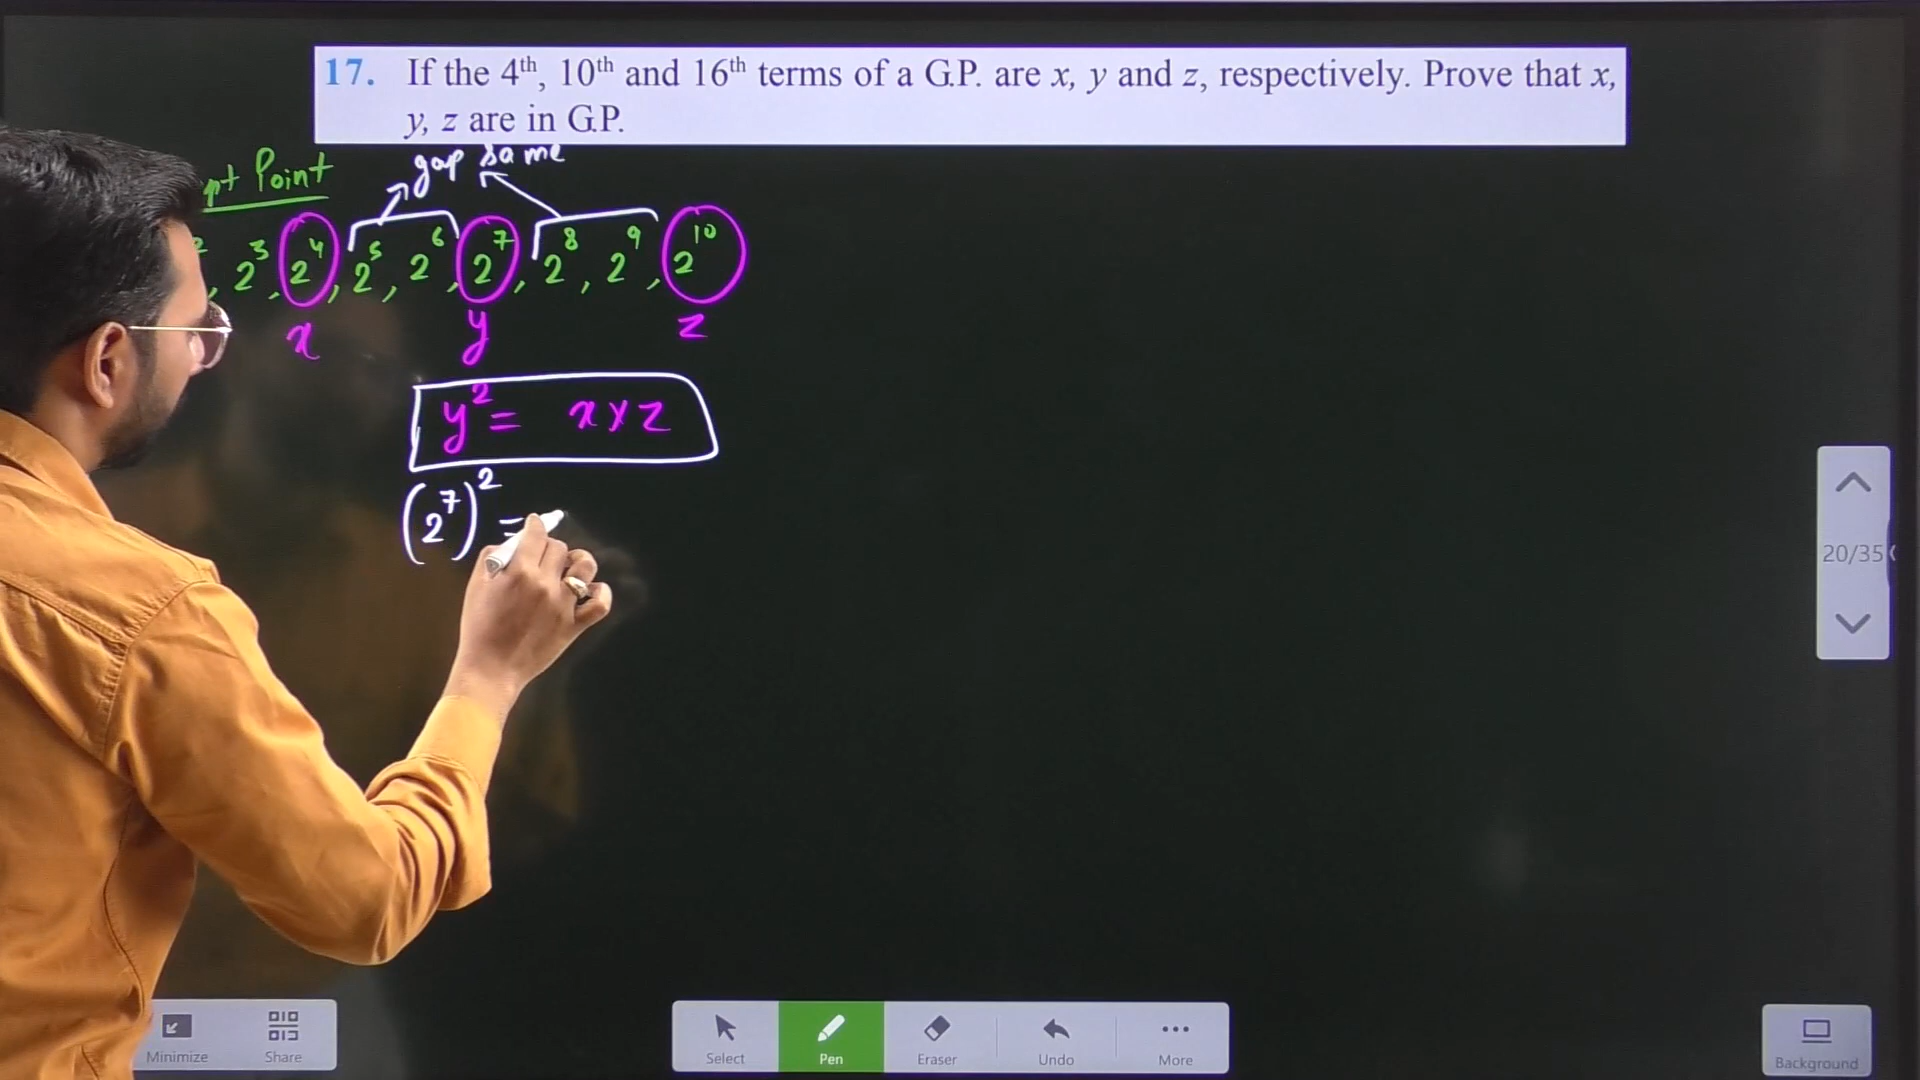 17. If the 4th, 10th and 16th terms of a G.P. are x, y and z, respectively. Prove that x,
y, z are in G.P.
Point gap same
2³, 2⁴, 2⁵, 2⁶, 2⁷, 2⁸, 2⁹, 2¹⁰
x y z
y² = x × z
(2⁷)² =
20/35
Minimize Share Select Pen Eraser Undo More Background